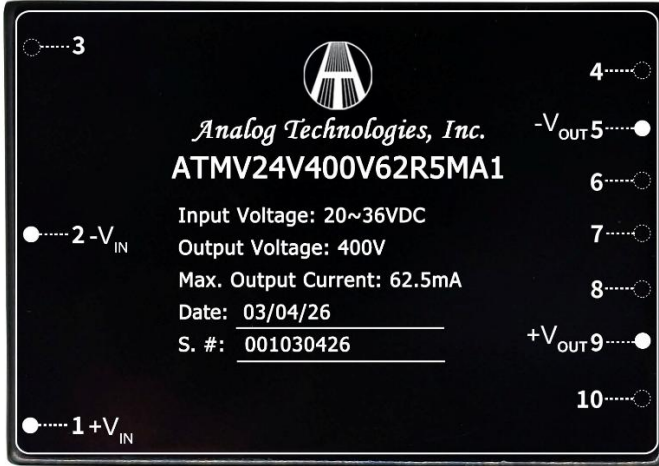 3
4
Analog Technologies, Inc.
-VOUT 5
ATMV24V400V62R5MA1
6
Input Voltage: 20~36VDC
2 -VIN
7
Output Voltage: 400V
Max. Output Current: 62.5mA
8
Date: 03/04/26
+VOUT 9
S. #: 001030426
10
1 +VIN